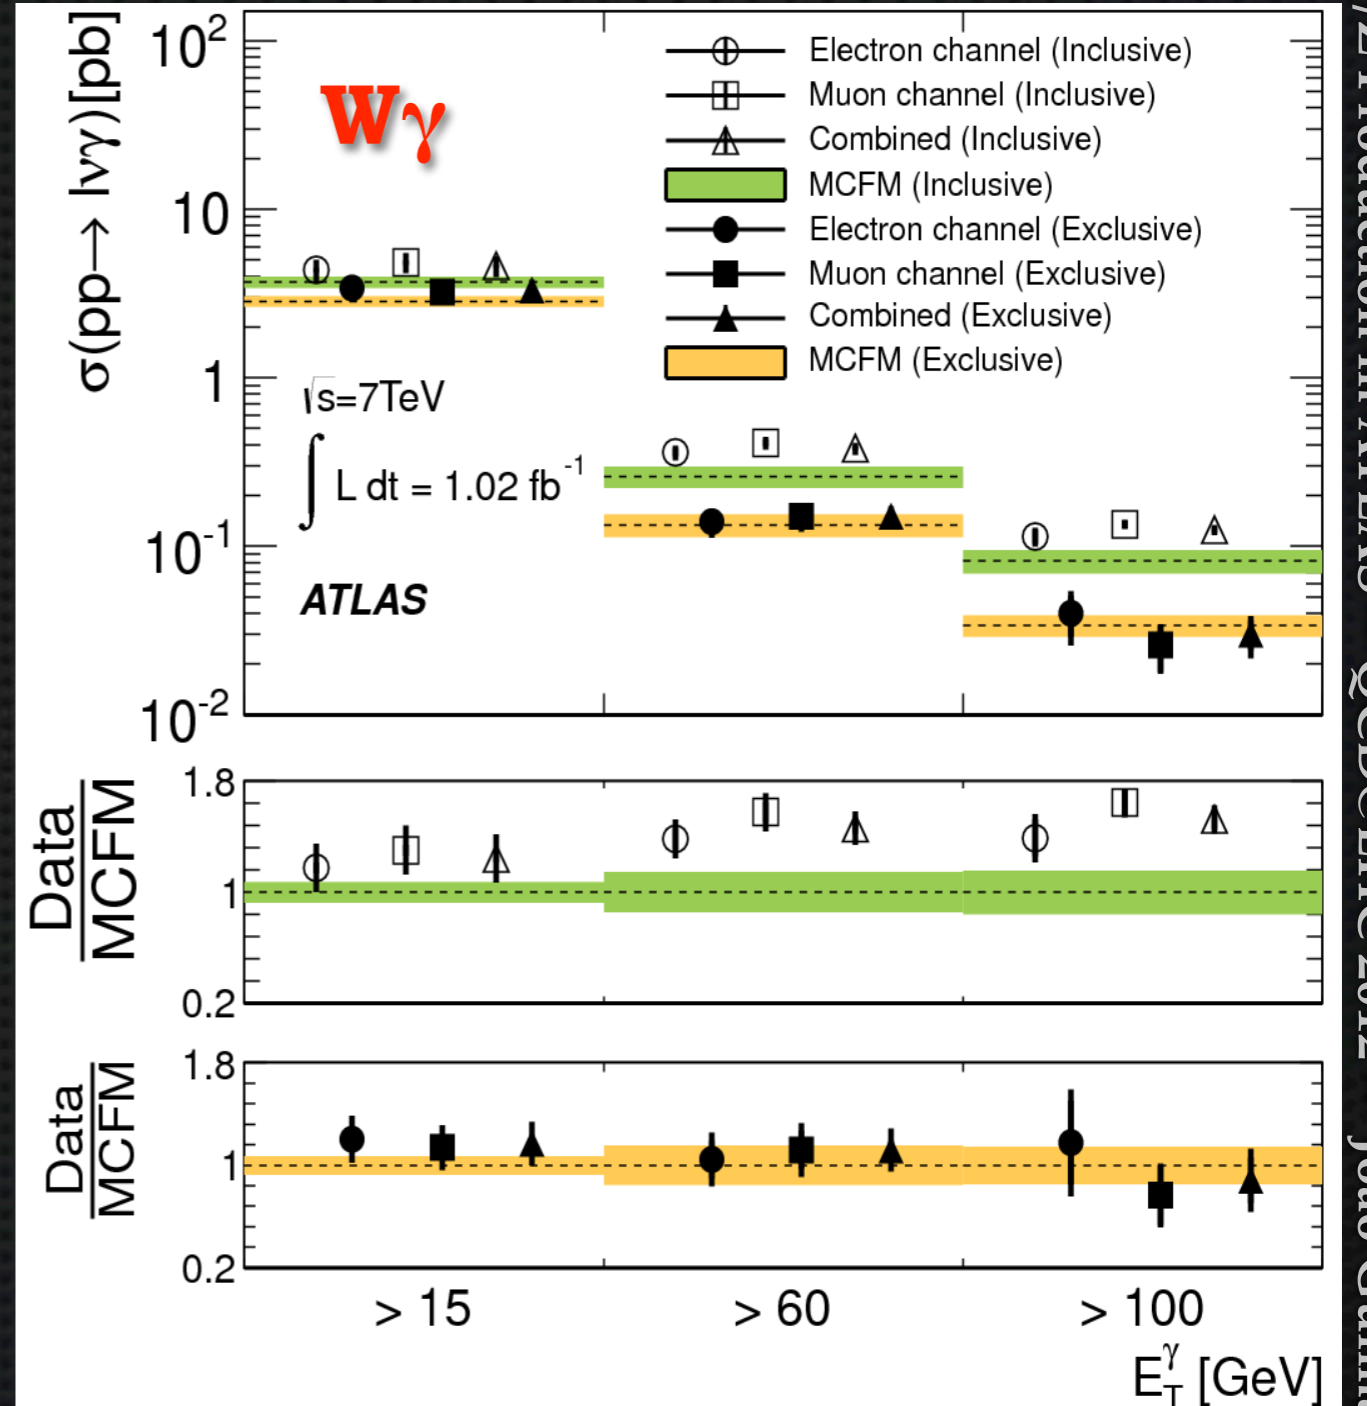 σ(pp→ lνγ)[pb]
10²
10
1
10⁻¹
10⁻²
Wγ
Electron channel (Inclusive)
Muon channel (Inclusive)
Combined (Inclusive)
MCFM (Inclusive)
Electron channel (Exclusive)
Muon channel (Exclusive)
Combined (Exclusive)
MCFM (Exclusive)
√s=7TeV
∫ L dt = 1.02 fb⁻¹
ATLAS
Data
MCFM
1.8
1
0.2
Data
MCFM
1.8
1
0.2
> 15
> 60
> 100
E_T^γ [GeV]
Production in ATLAS